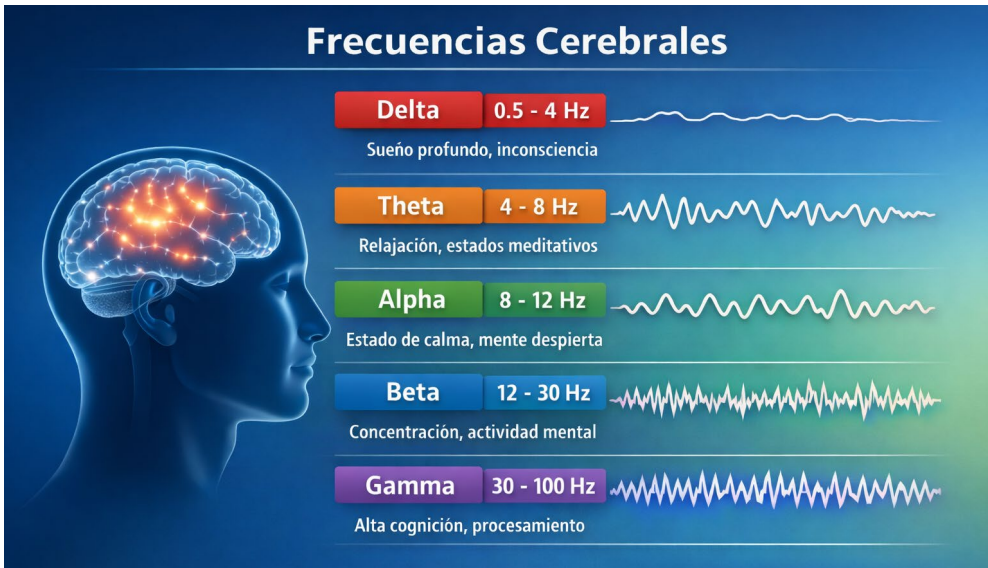 Frecuencias Cerebrales
Delta 0.5 - 4 Hz
Sueño profundo, inconsciencia
Theta 4 - 8 Hz
Relajación, estados meditativos
Alpha 8 - 12 Hz
Estado de calma, mente despierta
Beta 12 - 30 Hz
Concentración, actividad mental
Gamma 30 - 100 Hz
Alta cognición, procesamiento